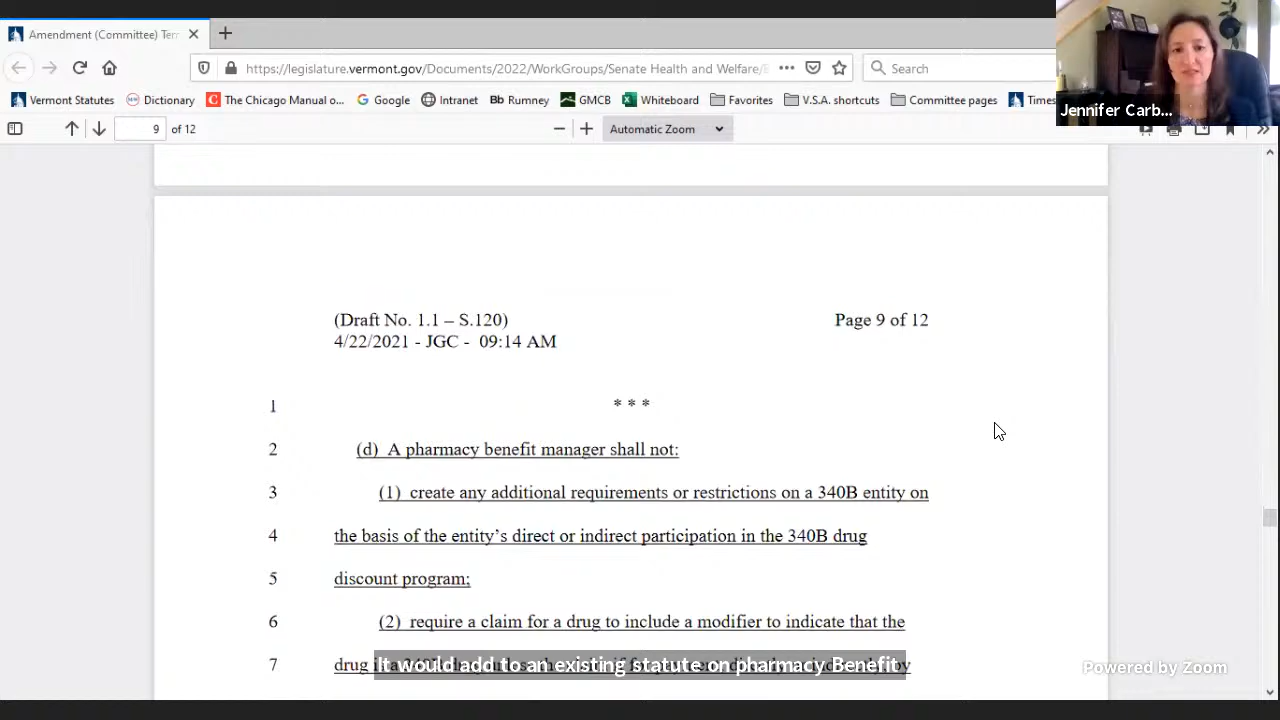 Amendment (Committee) Ter
https://legislature.vermont.gov/Documents/2022/WorkGroups/Senate Health and Welfare/
Search
Vermont Statutes
Dictionary
The Chicago Manual o...
Google
Intranet
Bb Rumney
GMCB
Whiteboard
Favorites
V.S.A. shortcuts
Committee pages
Times
Jennifer Carb...
9 of 12
Automatic Zoom
(Draft No. 1.1 – S.120) Page 9 of 12
4/22/2021 - JGC - 09:14 AM
1 * * *
2 (d) A pharmacy benefit manager shall not:
3 (1) create any additional requirements or restrictions on a 340B entity on
4 the basis of the entity's direct or indirect participation in the 340B drug
5 discount program;
6 (2) require a claim for a drug to include a modifier to indicate that the
7 drug
It would add to an existing statute on pharmacy Benefit
Powered by Zoom